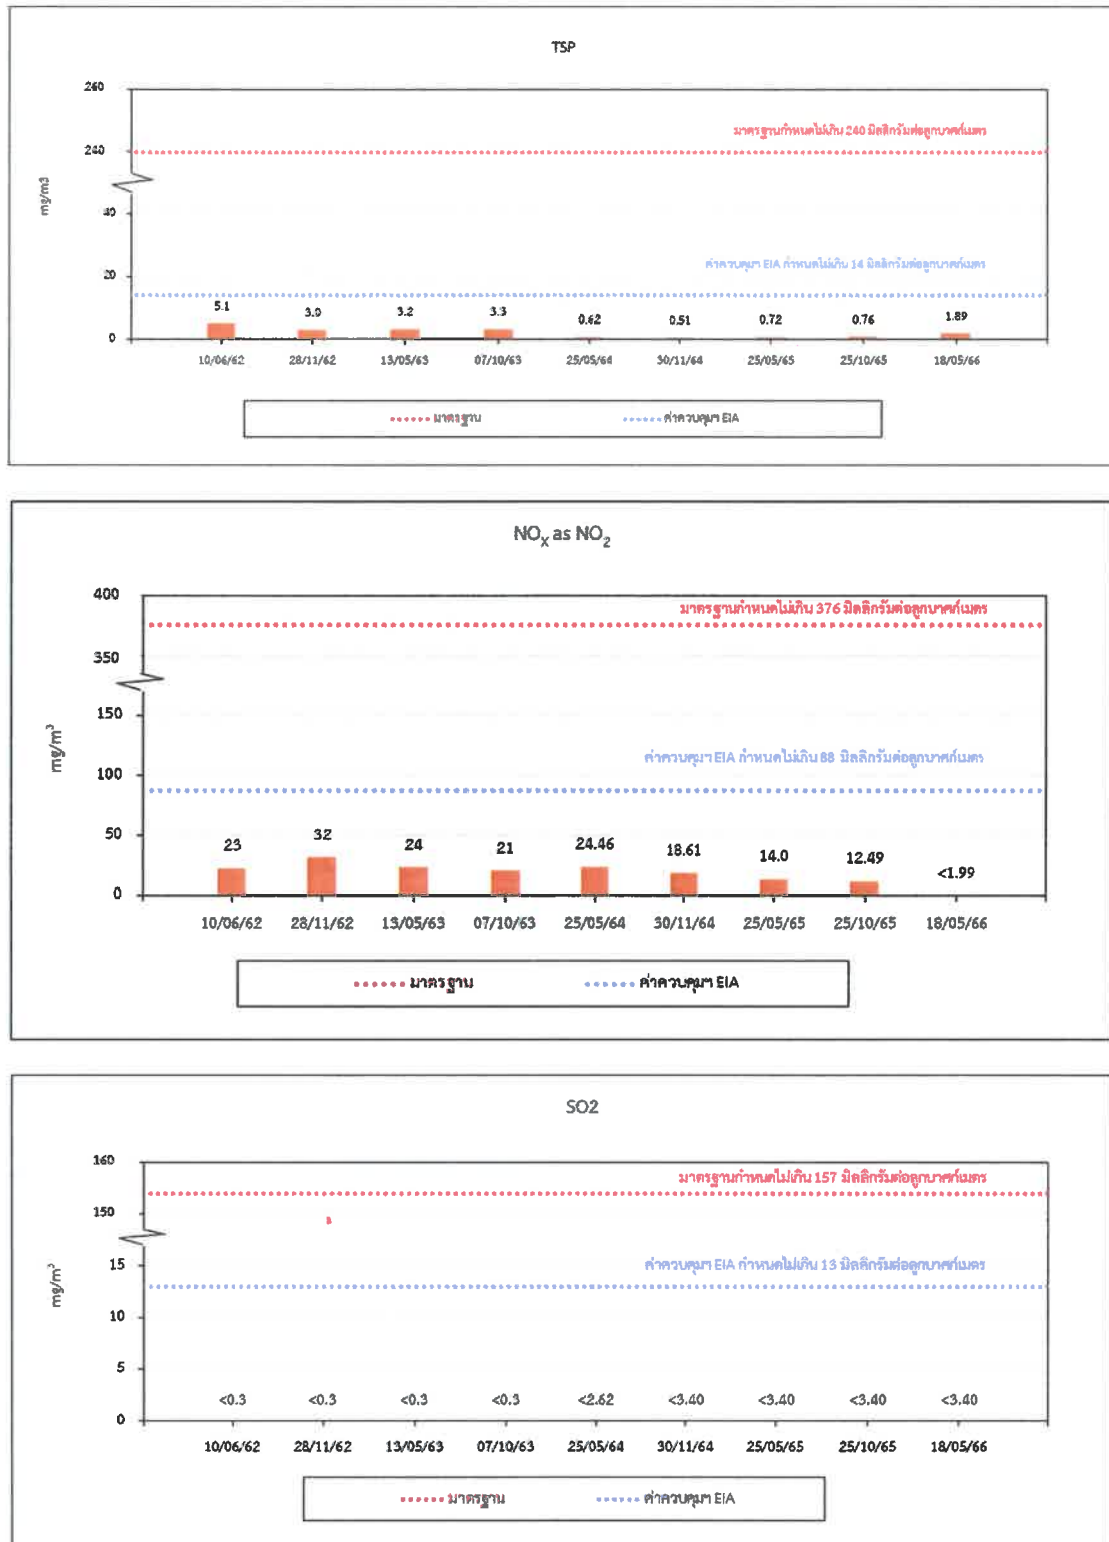 TSP
260
มาตรฐานกำหนดไม่เกิน 240 มิลลิกรัมต่อลูกบาศก์เมตร
240
mg/m3
40
ค่าควบคุมฯ EIA กำหนดไม่เกิน 14 มิลลิกรัมต่อลูกบาศก์เมตร
20
5.1 3.0 3.2 3.3 0.62 0.51 0.72 0.76 1.89
0
10/06/62 28/11/62 13/05/63 07/10/63 25/05/64 30/11/64 25/05/65 25/10/65 18/05/66
มาตรฐาน ค่าควบคุมฯ EIA
NOX as NO2
400
มาตรฐานกำหนดไม่เกิน 376 มิลลิกรัมต่อลูกบาศก์เมตร
350
150
mg/m³
ค่าควบคุมฯ EIA กำหนดไม่เกิน 88 มิลลิกรัมต่อลูกบาศก์เมตร
100
50
23 32 24 21 24.46 18.61 14.0 12.49 <1.99
0
10/06/62 28/11/62 13/05/63 07/10/63 25/05/64 30/11/64 25/05/65 25/10/65 18/05/66
มาตรฐาน ค่าควบคุมฯ EIA
SO2
160
มาตรฐานกำหนดไม่เกิน 157 มิลลิกรัมต่อลูกบาศก์เมตร
150
15
ค่าควบคุมฯ EIA กำหนดไม่เกิน 13 มิลลิกรัมต่อลูกบาศก์เมตร
mg/m³
10
5
<0.3 <0.3 <0.3 <0.3 <2.62 <3.40 <3.40 <3.40 <3.40
0
10/06/62 28/11/62 13/05/63 07/10/63 25/05/64 30/11/64 25/05/65 25/10/65 18/05/66
มาตรฐาน ค่าควบคุมฯ EIA